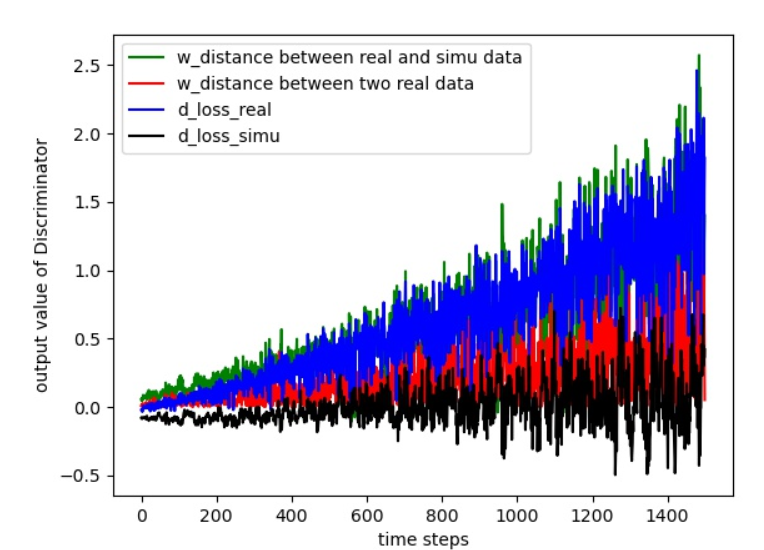 w_distance between real and simu data
w_distance between two real data
d_loss_real
d_loss_simu
output value of Discriminator
2.5
2.0
1.5
1.0
0.5
0.0
−0.5
0 200 400 600 800 1000 1200 1400
time steps